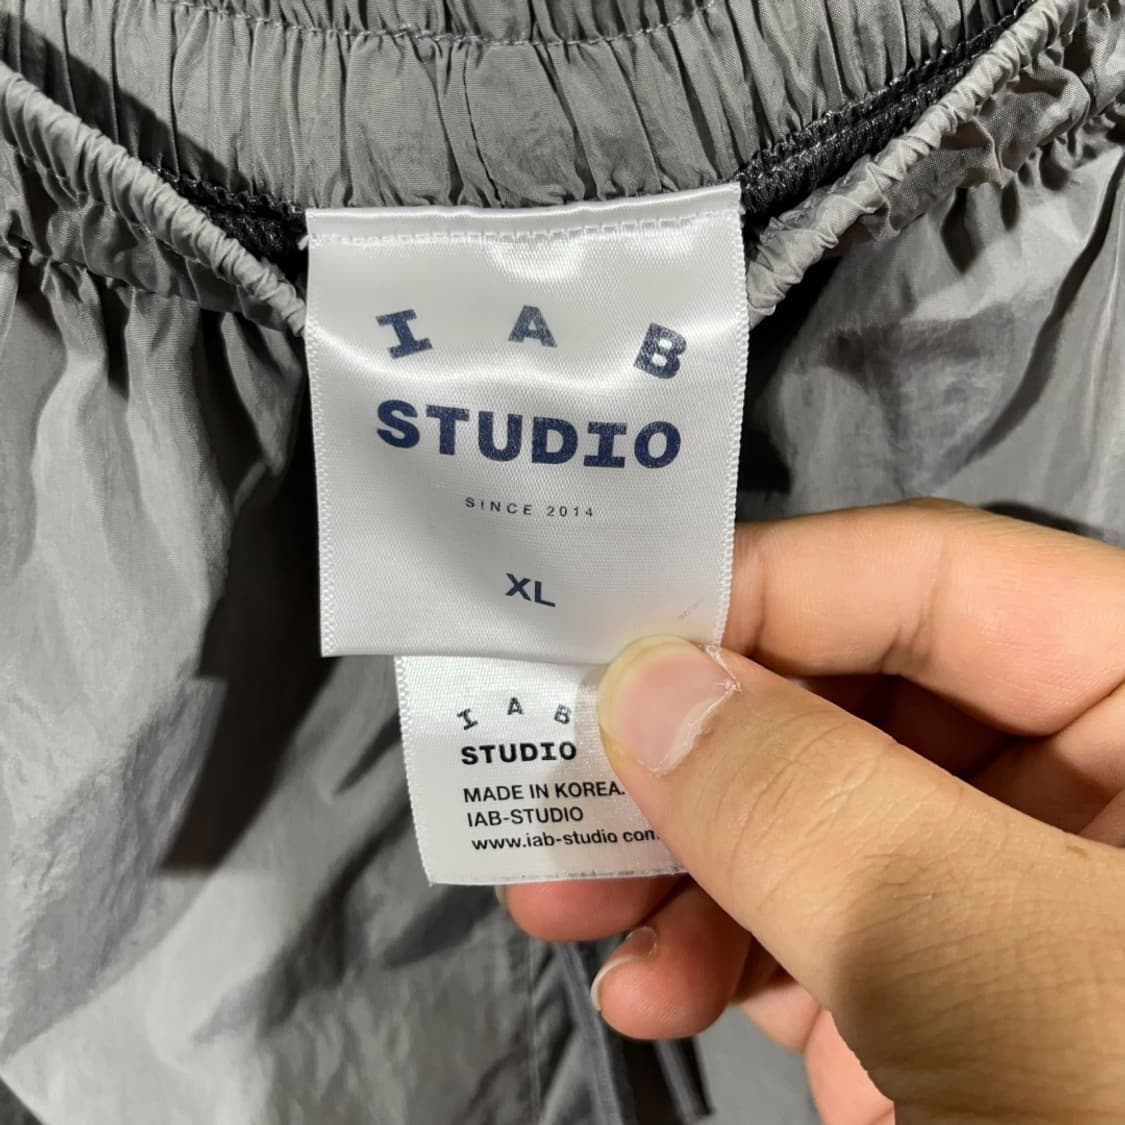 I A B
STUDIO
SINCE 2014
XL
I A B
STUDIO
MADE IN KOREA.
IAB-STUDIO
www.iab-studio com